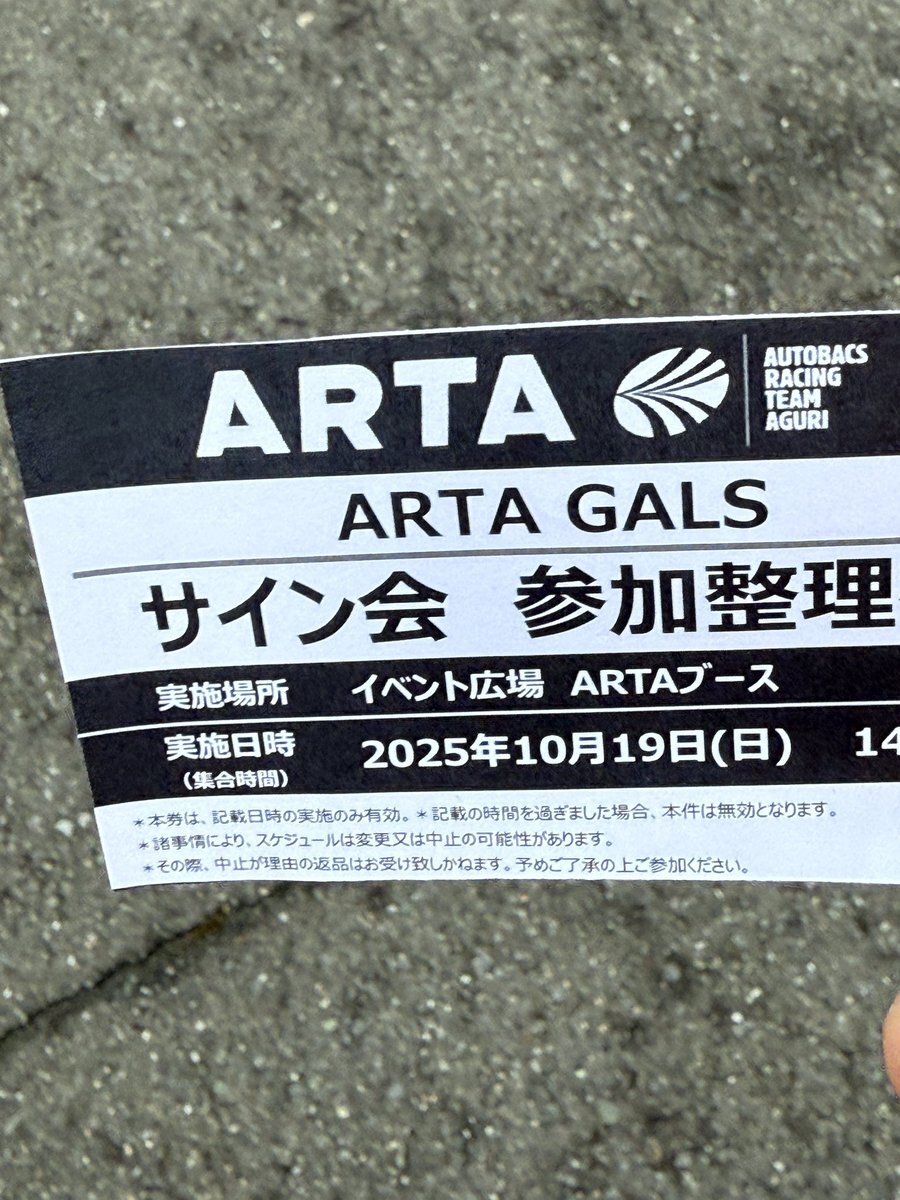 ARTA
AUTOBACS
RACING
TEAM
AGURI
ARTA GALS
サイン会 参加整理
実施場所 イベント広場 ARTAブース
実施日時 2025年10月19日(日) 14
(集合時間)
＊本券は、記載日時の実施のみ有効。＊記載の時間を過ぎました場合、本件は無効となります。
＊諸事情により、スケジュールは変更又は中止の可能性があります。
＊その際、中止が理由の返品はお受け致しかねます。予めご了承の上ご参加ください。